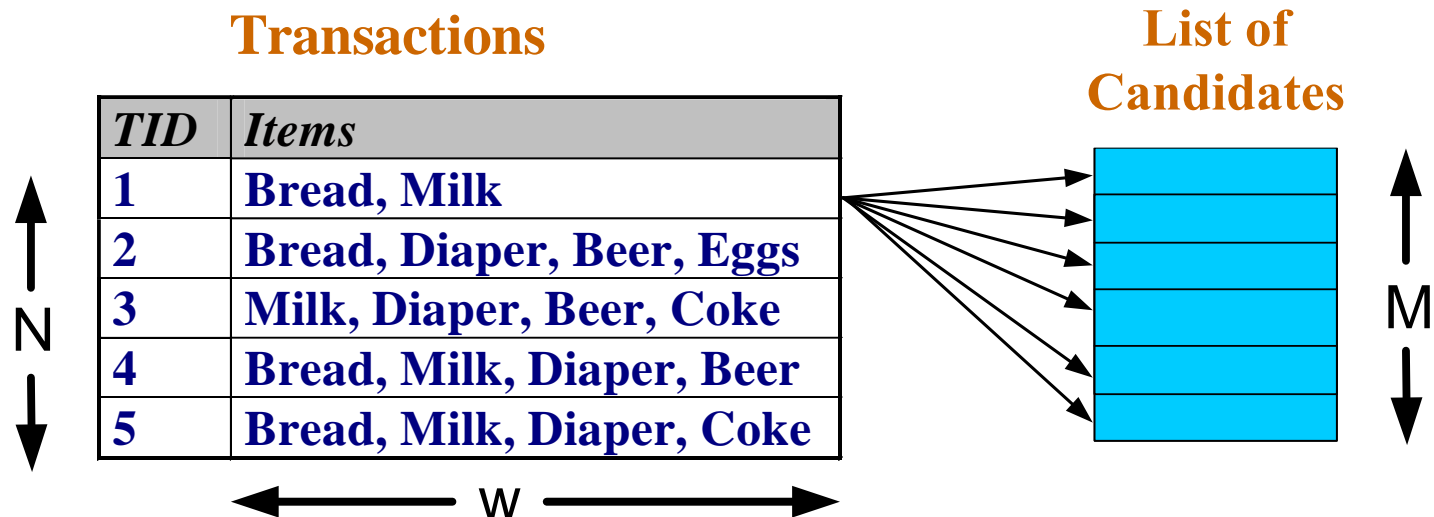 Transactions
List of
Candidates
TID Items
1 Bread, Milk
2 Bread, Diaper, Beer, Eggs
3 Milk, Diaper, Beer, Coke
4 Bread, Milk, Diaper, Beer
5 Bread, Milk, Diaper, Coke
N
M
w